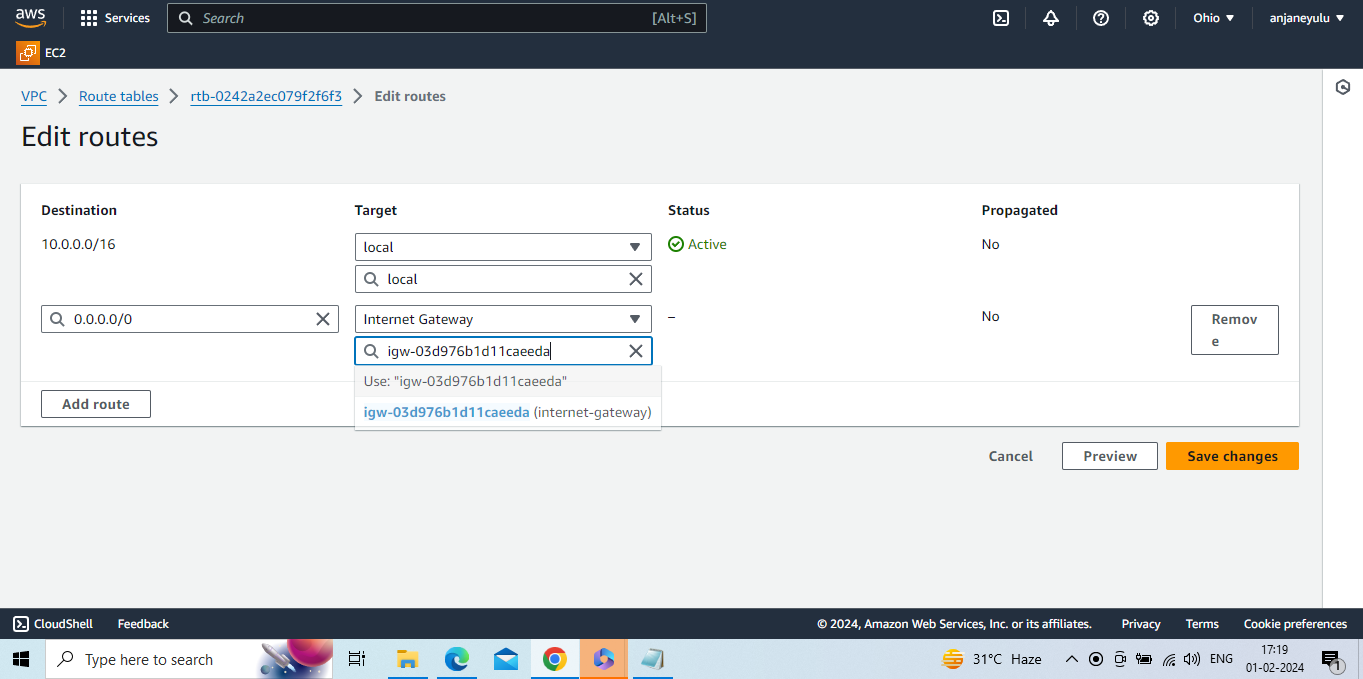 aws
Services
Search
[Alt+S]
Ohio
anjaneyulu
EC2
VPC
Route tables
rtb-0242a2ec079f2f6f3
Edit routes
Edit routes
Destination
Target
Status
Propagated
10.0.0.0/16
local
Active
No
local
0.0.0.0/0
Internet Gateway
–
No
Remov
e
igw-03d976b1d11caeeda
Use: "igw-03d976b1d11caeeda"
igw-03d976b1d11caeeda (internet-gateway)
Add route
Cancel
Preview
Save changes
CloudShell
Feedback
© 2024, Amazon Web Services, Inc. or its affiliates.
Privacy
Terms
Cookie preferences
Type here to search
31°C Haze
ENG
17:19
01-02-2024
1